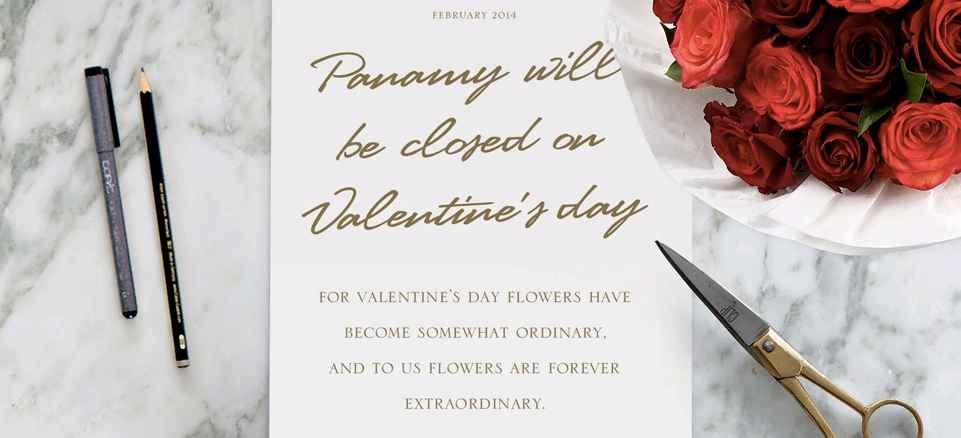 FEBRUARY 2014
Panamy will
be closed on
Valentine's day
FOR VALENTINE'S DAY FLOWERS HAVE
BECOME SOMEWHAT ORDINARY,
AND TO US FLOWERS ARE FOREVER
EXTRAORDINARY.
copic